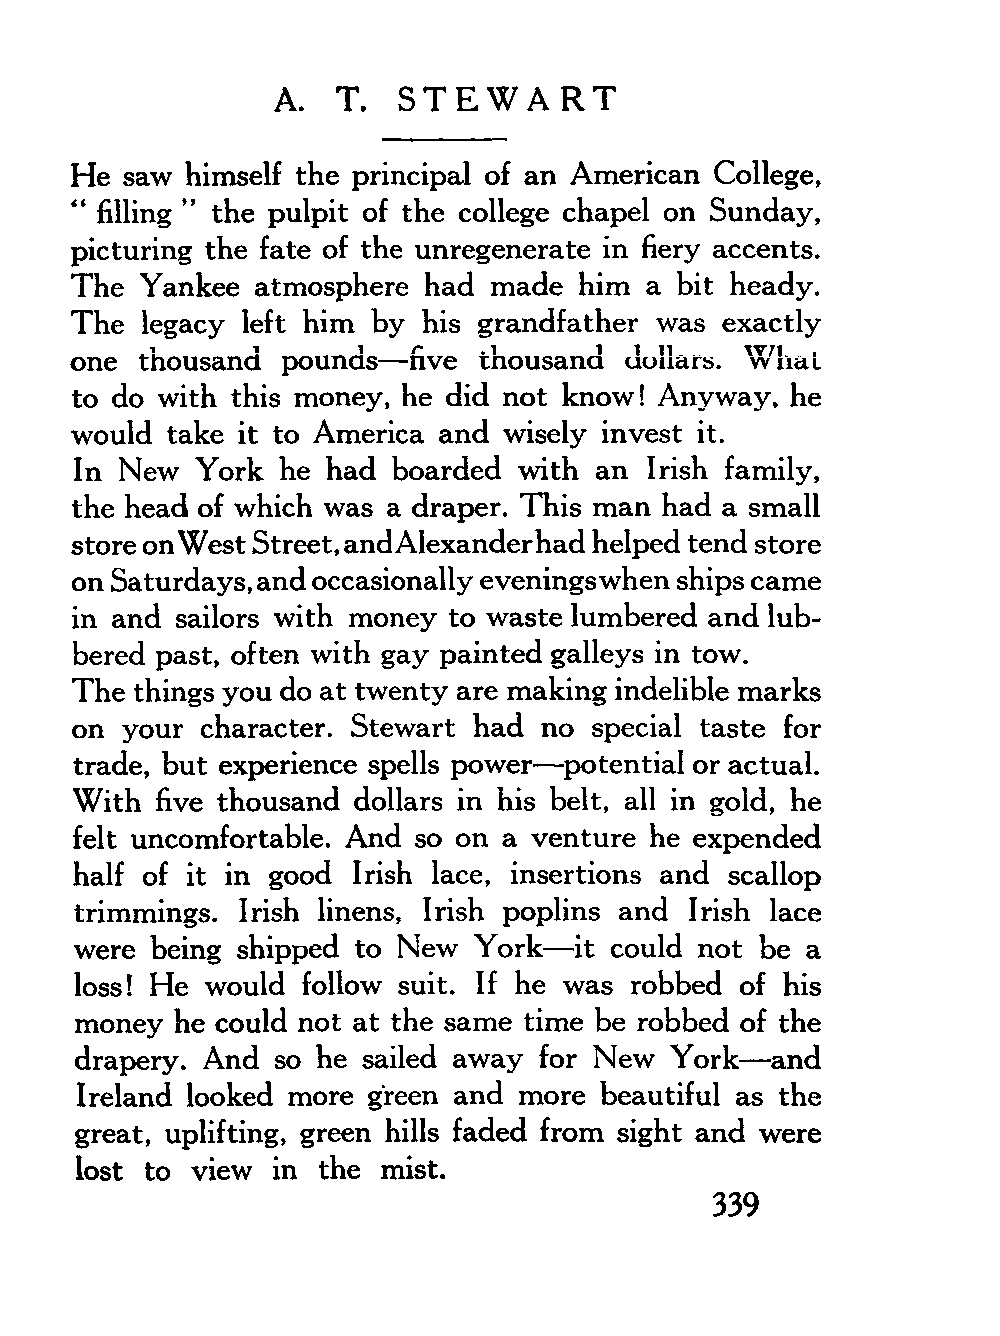 A. T. STEWART
He saw himself the principal of an American College,
“ filling ” the pulpit of the college chapel on Sunday,
picturing the fate of the unregenerate in fiery accents.
The Yankee atmosphere had made him a bit heady.
The legacy left him by his grandfather was exactly
one thousand pounds—five thousand dollars. What
to do with this money, he did not know! Anyway, he
would take it to America and wisely invest it.
In New York he had boarded with an Irish family,
the head of which was a draper. This man had a small
store on West Street, and Alexander had helped tend store
on Saturdays, and occasionally evenings when ships came
in and sailors with money to waste lumbered and lub-
bered past, often with gay painted galleys in tow.
The things you do at twenty are making indelible marks
on your character. Stewart had no special taste for
trade, but experience spells power—potential or actual.
With five thousand dollars in his belt, all in gold, he
felt uncomfortable. And so on a venture he expended
half of it in good Irish lace, insertions and scallop
trimmings. Irish linens, Irish poplins and Irish lace
were being shipped to New York—it could not be a
loss! He would follow suit. If he was robbed of his
money he could not at the same time be robbed of the
drapery. And so he sailed away for New York—and
Ireland looked more green and more beautiful as the
great, uplifting, green hills faded from sight and were
lost to view in the mist.
339